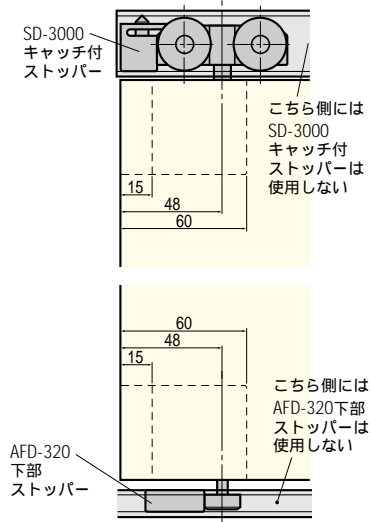 SD-3000
キャッチ付
ストッパー
こちら側には
SD-3000
キャッチ付
ストッパーは
使用しない
15
48
60
60
48
15
こちら側には
AFD-320下部
ストッパーは
使用しない
AFD-320
下部
ストッパー